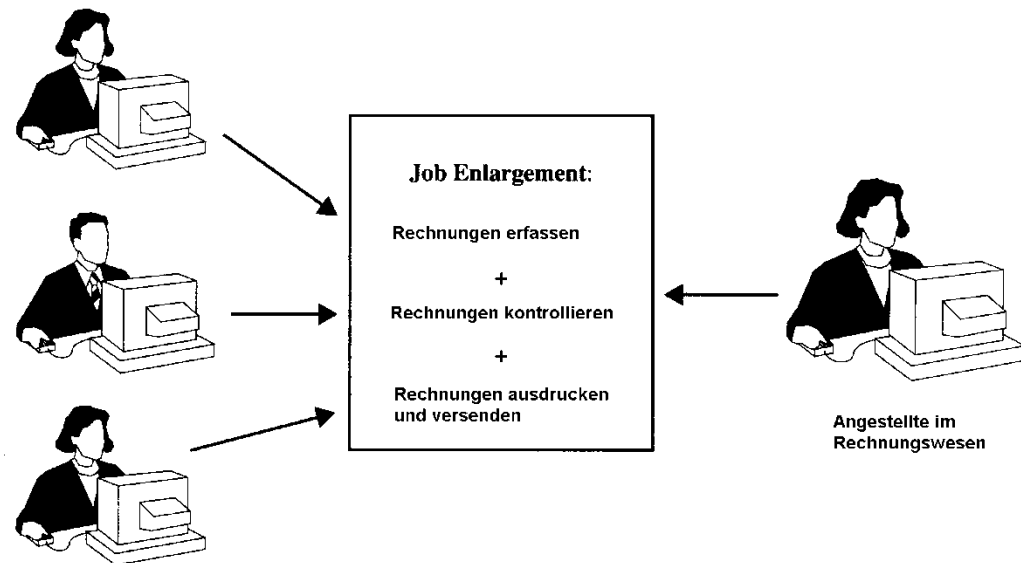 Job Enlargement:
Rechnungen erfassen
+
Rechnungen kontrollieren
+
Rechnungen ausdrucken
und versenden
Angestellte im
Rechnungswesen